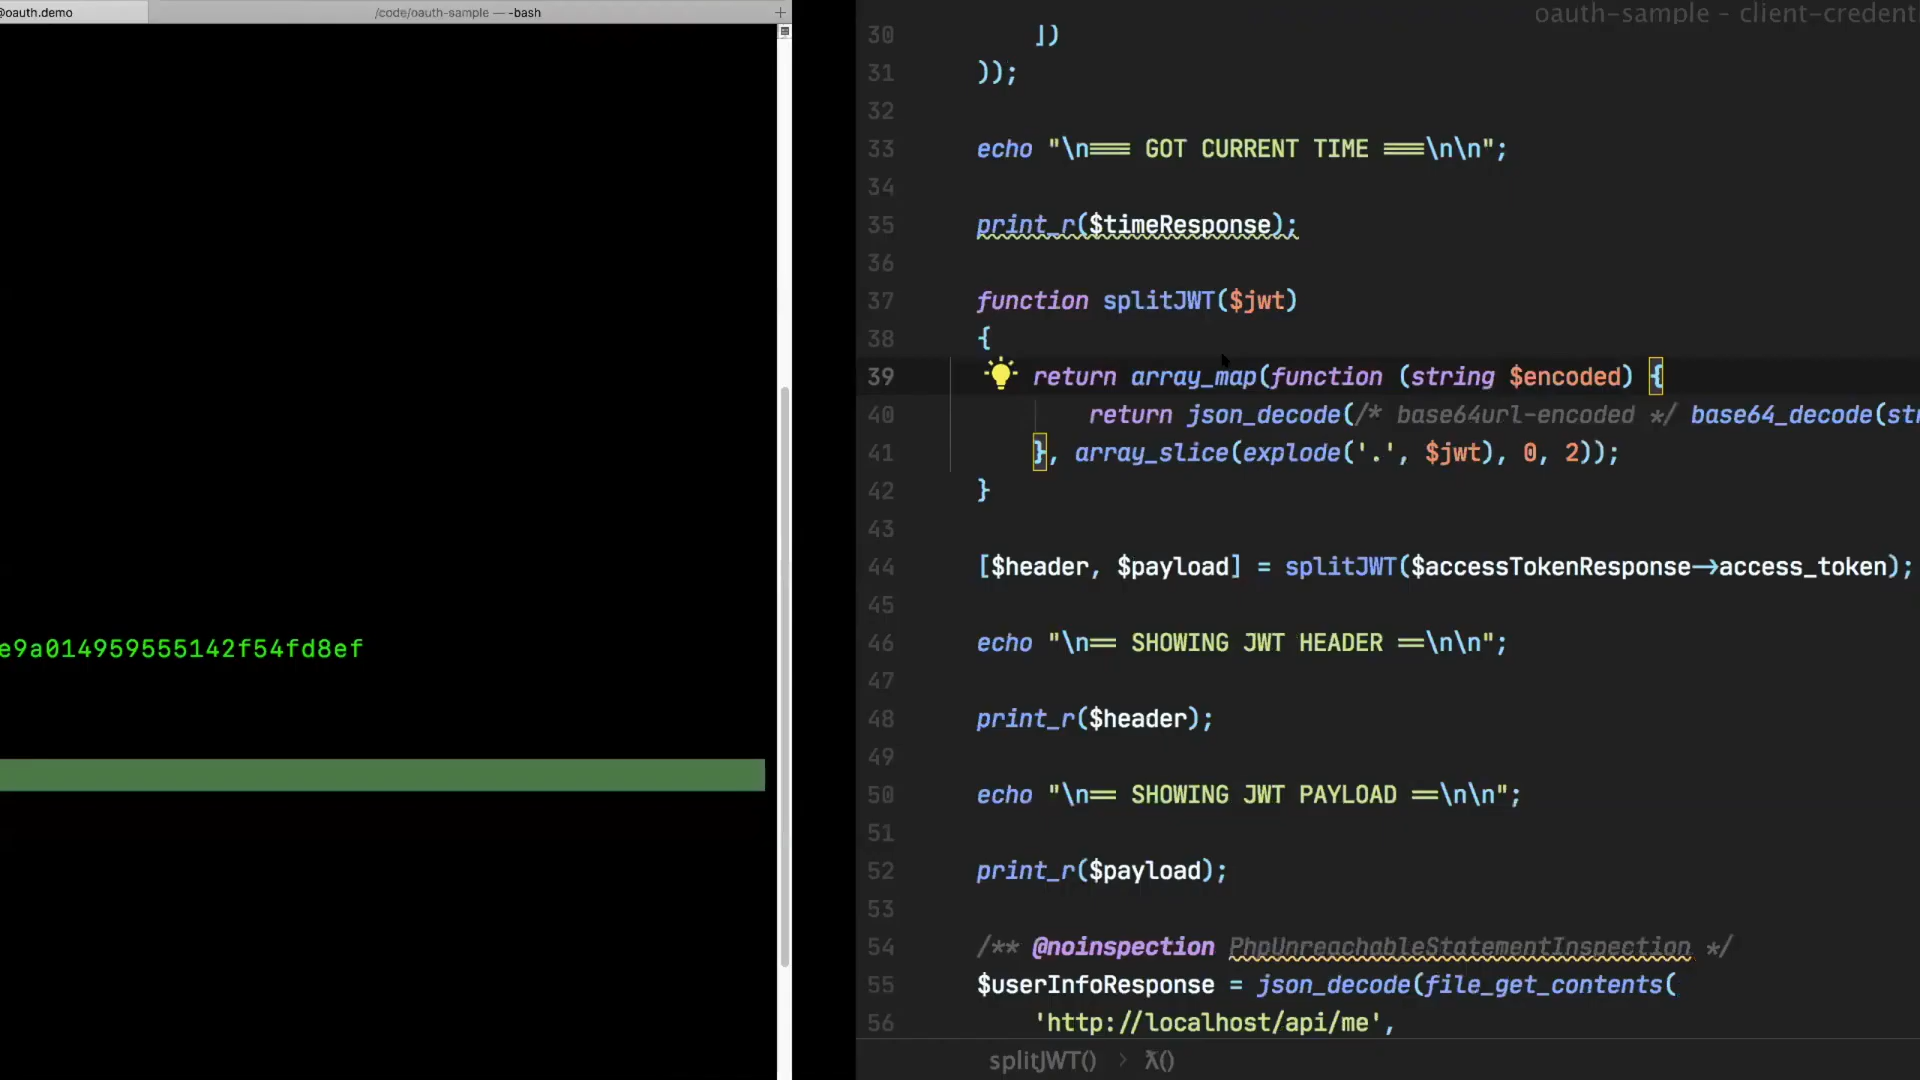 @oauth.demo
/code/oauth-sample — -bash
+
e9a014959555142f54fd8ef
oauth-sample – client-credent
30 ])
31 ));
32
33 echo "\n=== GOT CURRENT TIME ===\n\n";
34
35 print_r($timeResponse);
36
37 function splitJWT($jwt)
38 {
39 return array_map(function (string $encoded) {
40 return json_decode(/* base64url-encoded */ base64_decode(str
41 }, array_slice(explode('.', $jwt), 0, 2));
42 }
43
44 [$header, $payload] = splitJWT($accessTokenResponse->access_token);
45
46 echo "\n== SHOWING JWT HEADER ==\n\n";
47
48 print_r($header);
49
50 echo "\n== SHOWING JWT PAYLOAD ==\n\n";
51
52 print_r($payload);
53
54 /** @noinspection PhpUnreachableStatementInspection */
55 $userInfoResponse = json_decode(file_get_contents(
56 'http://localhost/api/me',
splitJWT() › λ()